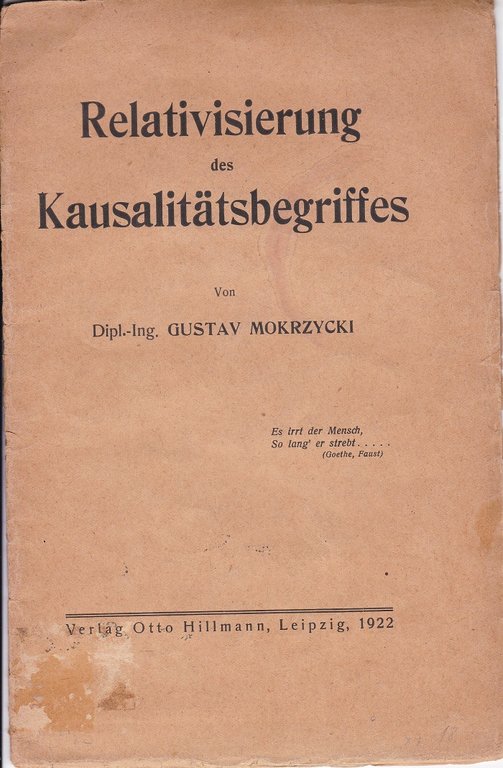 Relativisierung
des
Kausalitätsbegriffes
Von
Dipl.-Ing. GUSTAV MOKRZYCKI
Es irrt der Mensch,
So lang' er strebt . . . . .
(Goethe, Faust)
Verlag Otto Hillmann, Leipzig, 1922